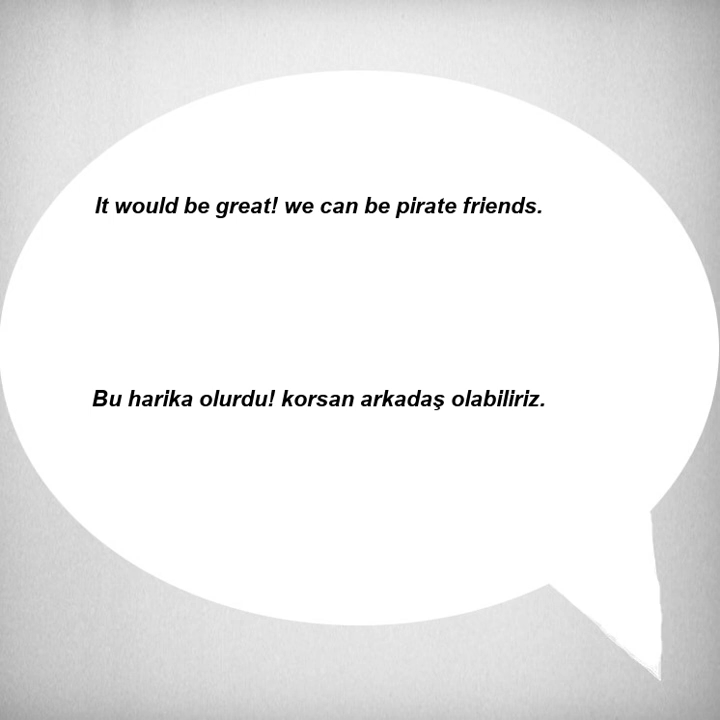 It would be great! we can be pirate friends.
Bu harika olurdu! korsan arkadaş olabiliriz.